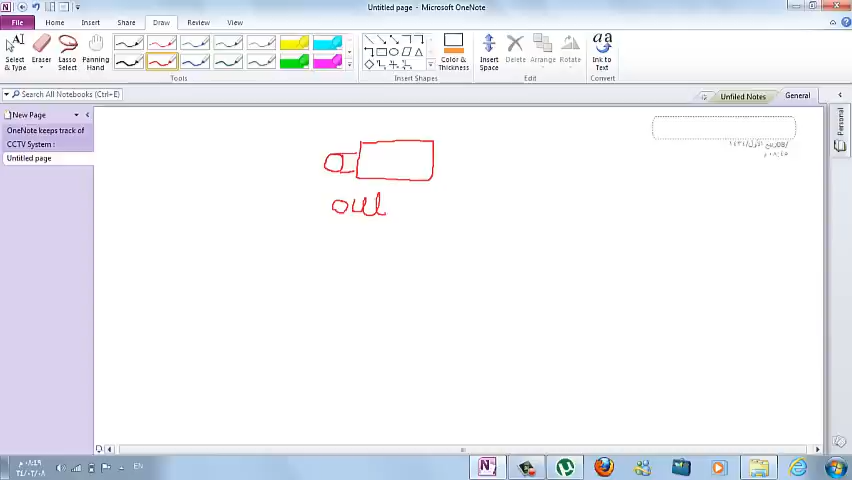 Untitled page - Microsoft OneNote
File Home Insert Share Draw Review View
Select & Type
Eraser
Lasso Select
Panning Hand
Color & Thickness
Insert Space
Delete
Arrange
Rotate
Ink to Text
Tools
Insert Shapes
Edit
Convert
Search All Notebooks (Ctrl+E)
Unfiled Notes
General
New Page
OneNote keeps track of
CCTV System :
Untitled page
Personal
EN